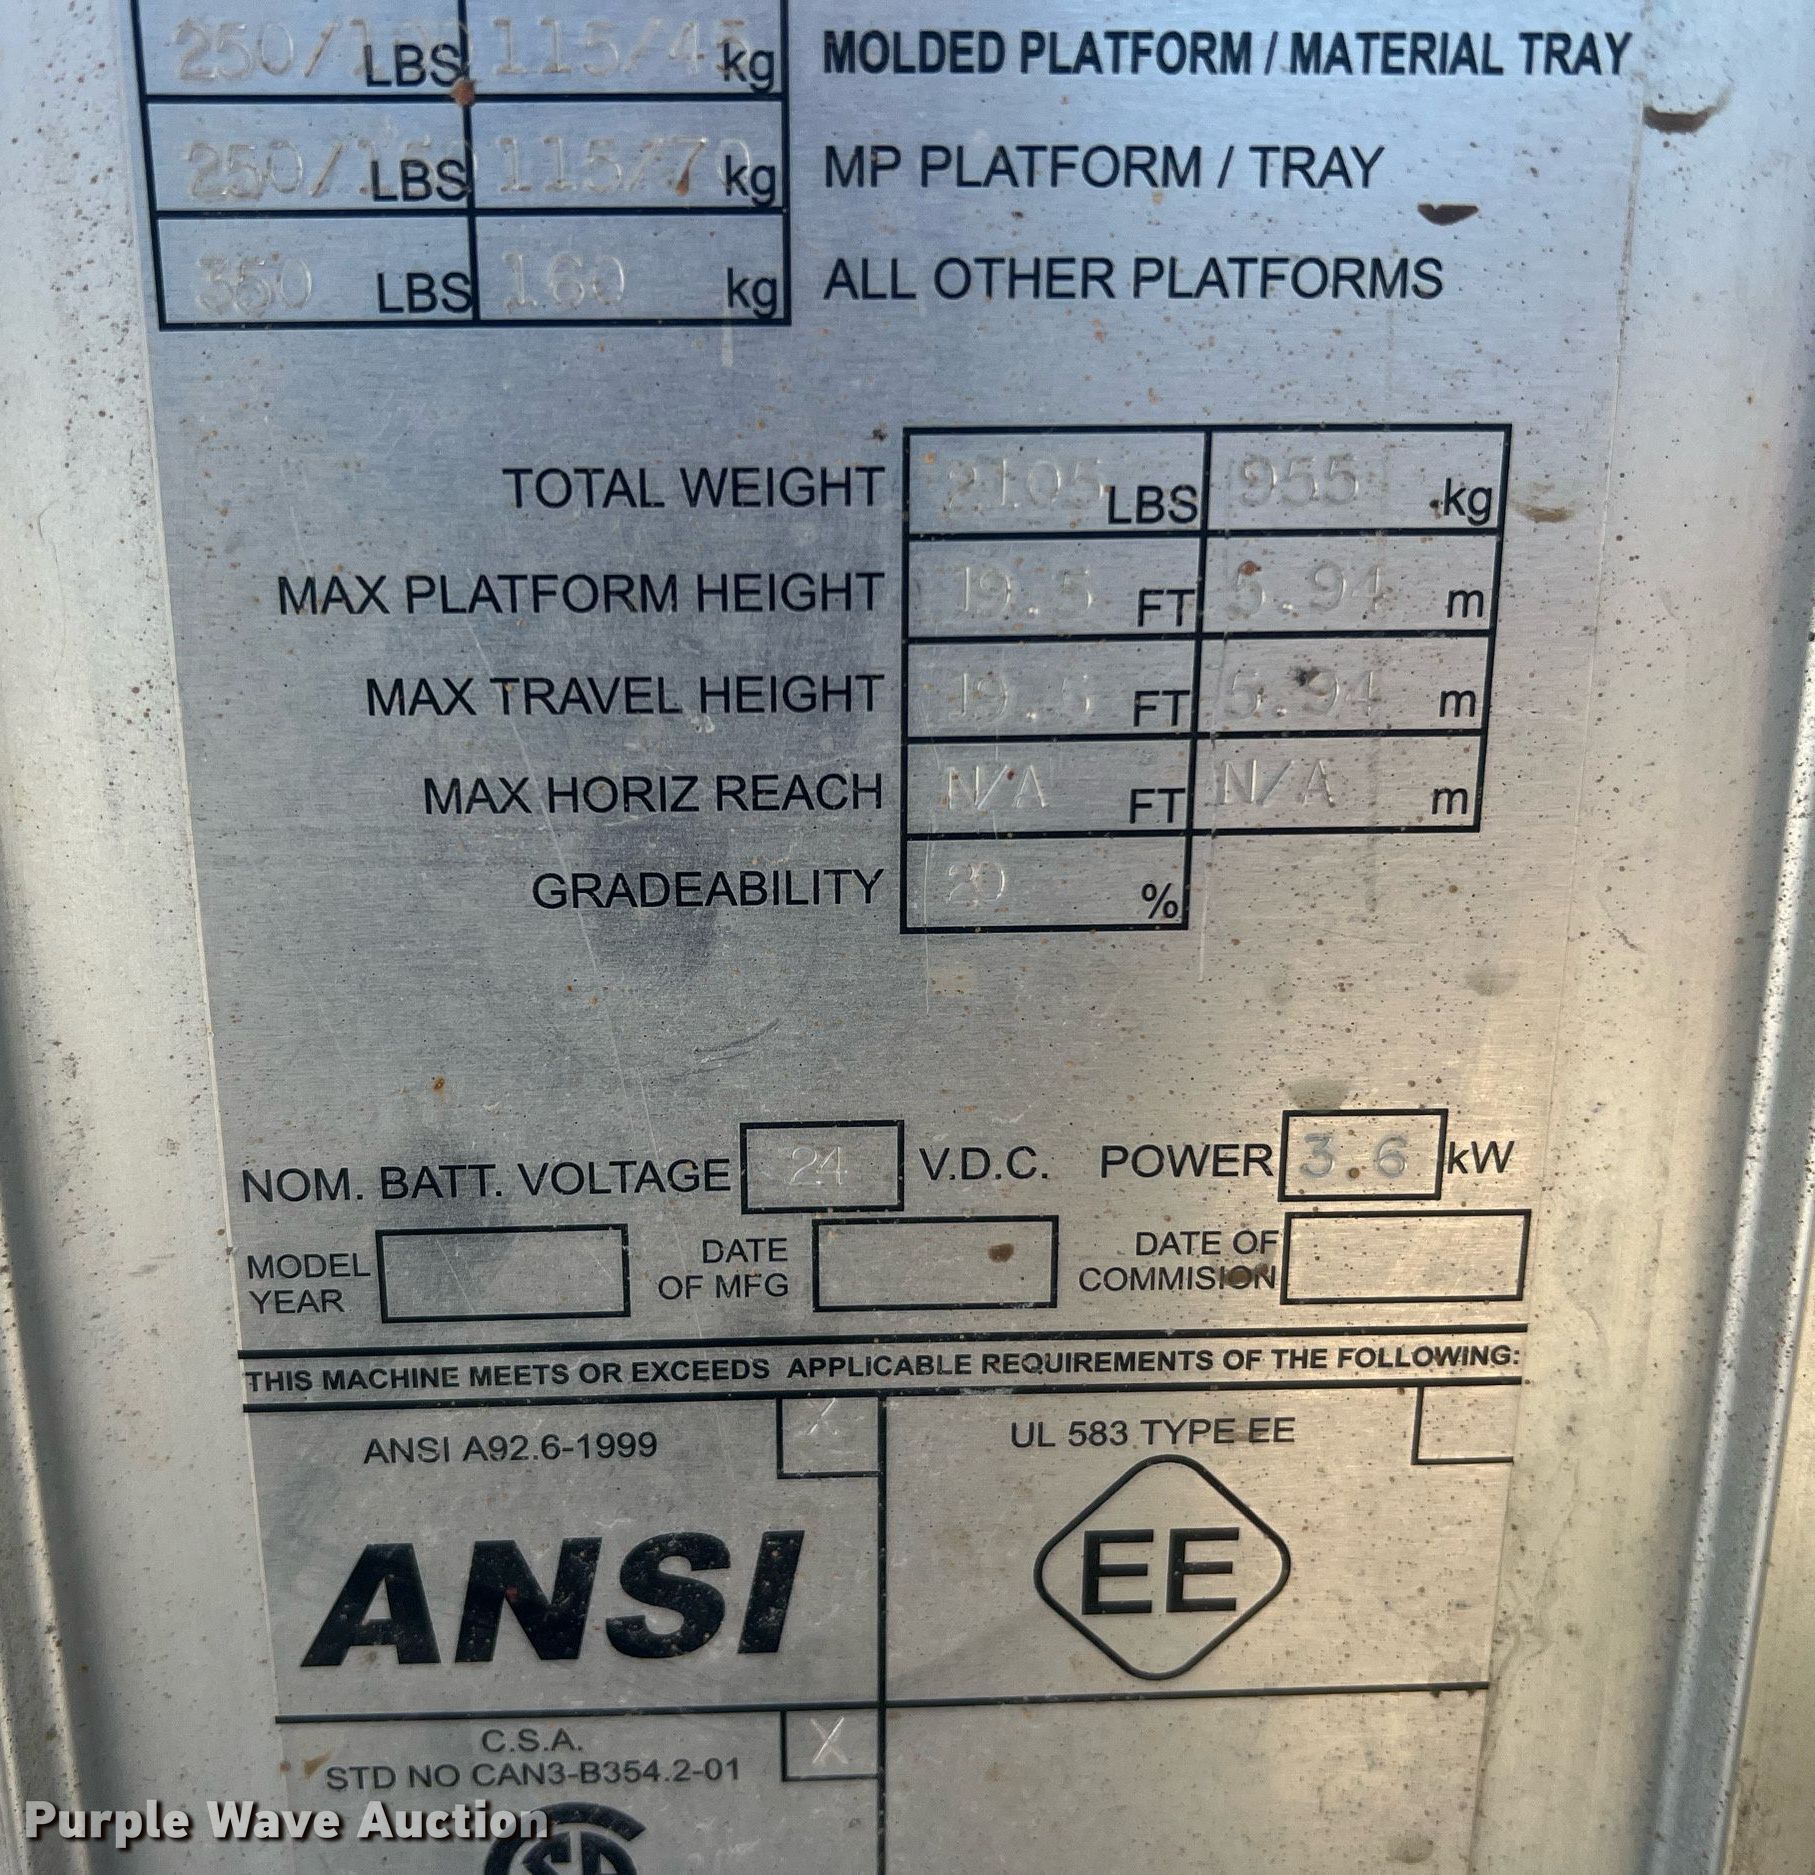 250/100 LBS 115/45 kg MOLDED PLATFORM / MATERIAL TRAY
250/ LBS 115/70 kg MP PLATFORM / TRAY
350 LBS 160 kg ALL OTHER PLATFORMS
TOTAL WEIGHT 2105 LBS 955 kg
MAX PLATFORM HEIGHT 19.5 FT 5.94 m
MAX TRAVEL HEIGHT 19.5 FT 5.94 m
MAX HORIZ REACH N/A FT N/A m
GRADEABILITY 20 %
NOM. BATT. VOLTAGE 24 V.D.C. POWER 3.6 kW
MODEL YEAR
DATE OF MFG
DATE OF COMMISION
THIS MACHINE MEETS OR EXCEEDS APPLICABLE REQUIREMENTS OF THE FOLLOWING:
ANSI A92.6-1999 X
UL 583 TYPE EE
ANSI
EE
C.S.A. X
STD NO CAN3-B354.2-01
Purple Wave Auction